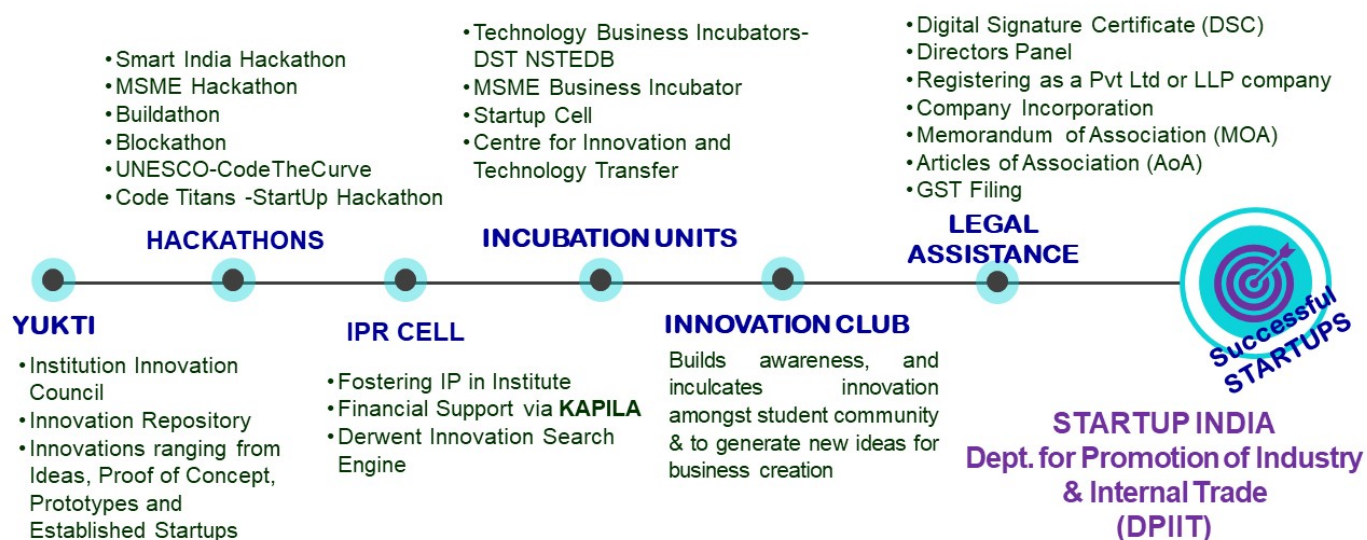 • Smart India Hackathon
• MSME Hackathon
• Buildathon
• Blockathon
• UNESCO-CodeTheCurve
• Code Titans -StartUp Hackathon
HACKATHONS
• Technology Business Incubators-
DST NSTEDB
• MSME Business Incubator
• Startup Cell
• Centre for Innovation and
Technology Transfer
INCUBATION UNITS
• Digital Signature Certificate (DSC)
• Directors Panel
• Registering as a Pvt Ltd or LLP company
• Company Incorporation
• Memorandum of Association (MOA)
• Articles of Association (AoA)
• GST Filing
LEGAL
ASSISTANCE
YUKTI
• Institution Innovation
Council
• Innovation Repository
• Innovations ranging from
Ideas, Proof of Concept,
Prototypes and
Established Startups
IPR CELL
• Fostering IP in Institute
• Financial Support via KAPILA
• Derwent Innovation Search
Engine
INNOVATION CLUB
Builds awareness, and
inculcates innovation
amongst student community
& to generate new ideas for
business creation
Successful
STARTUPS
STARTUP INDIA
Dept. for Promotion of Industry
& Internal Trade
(DPIIT)